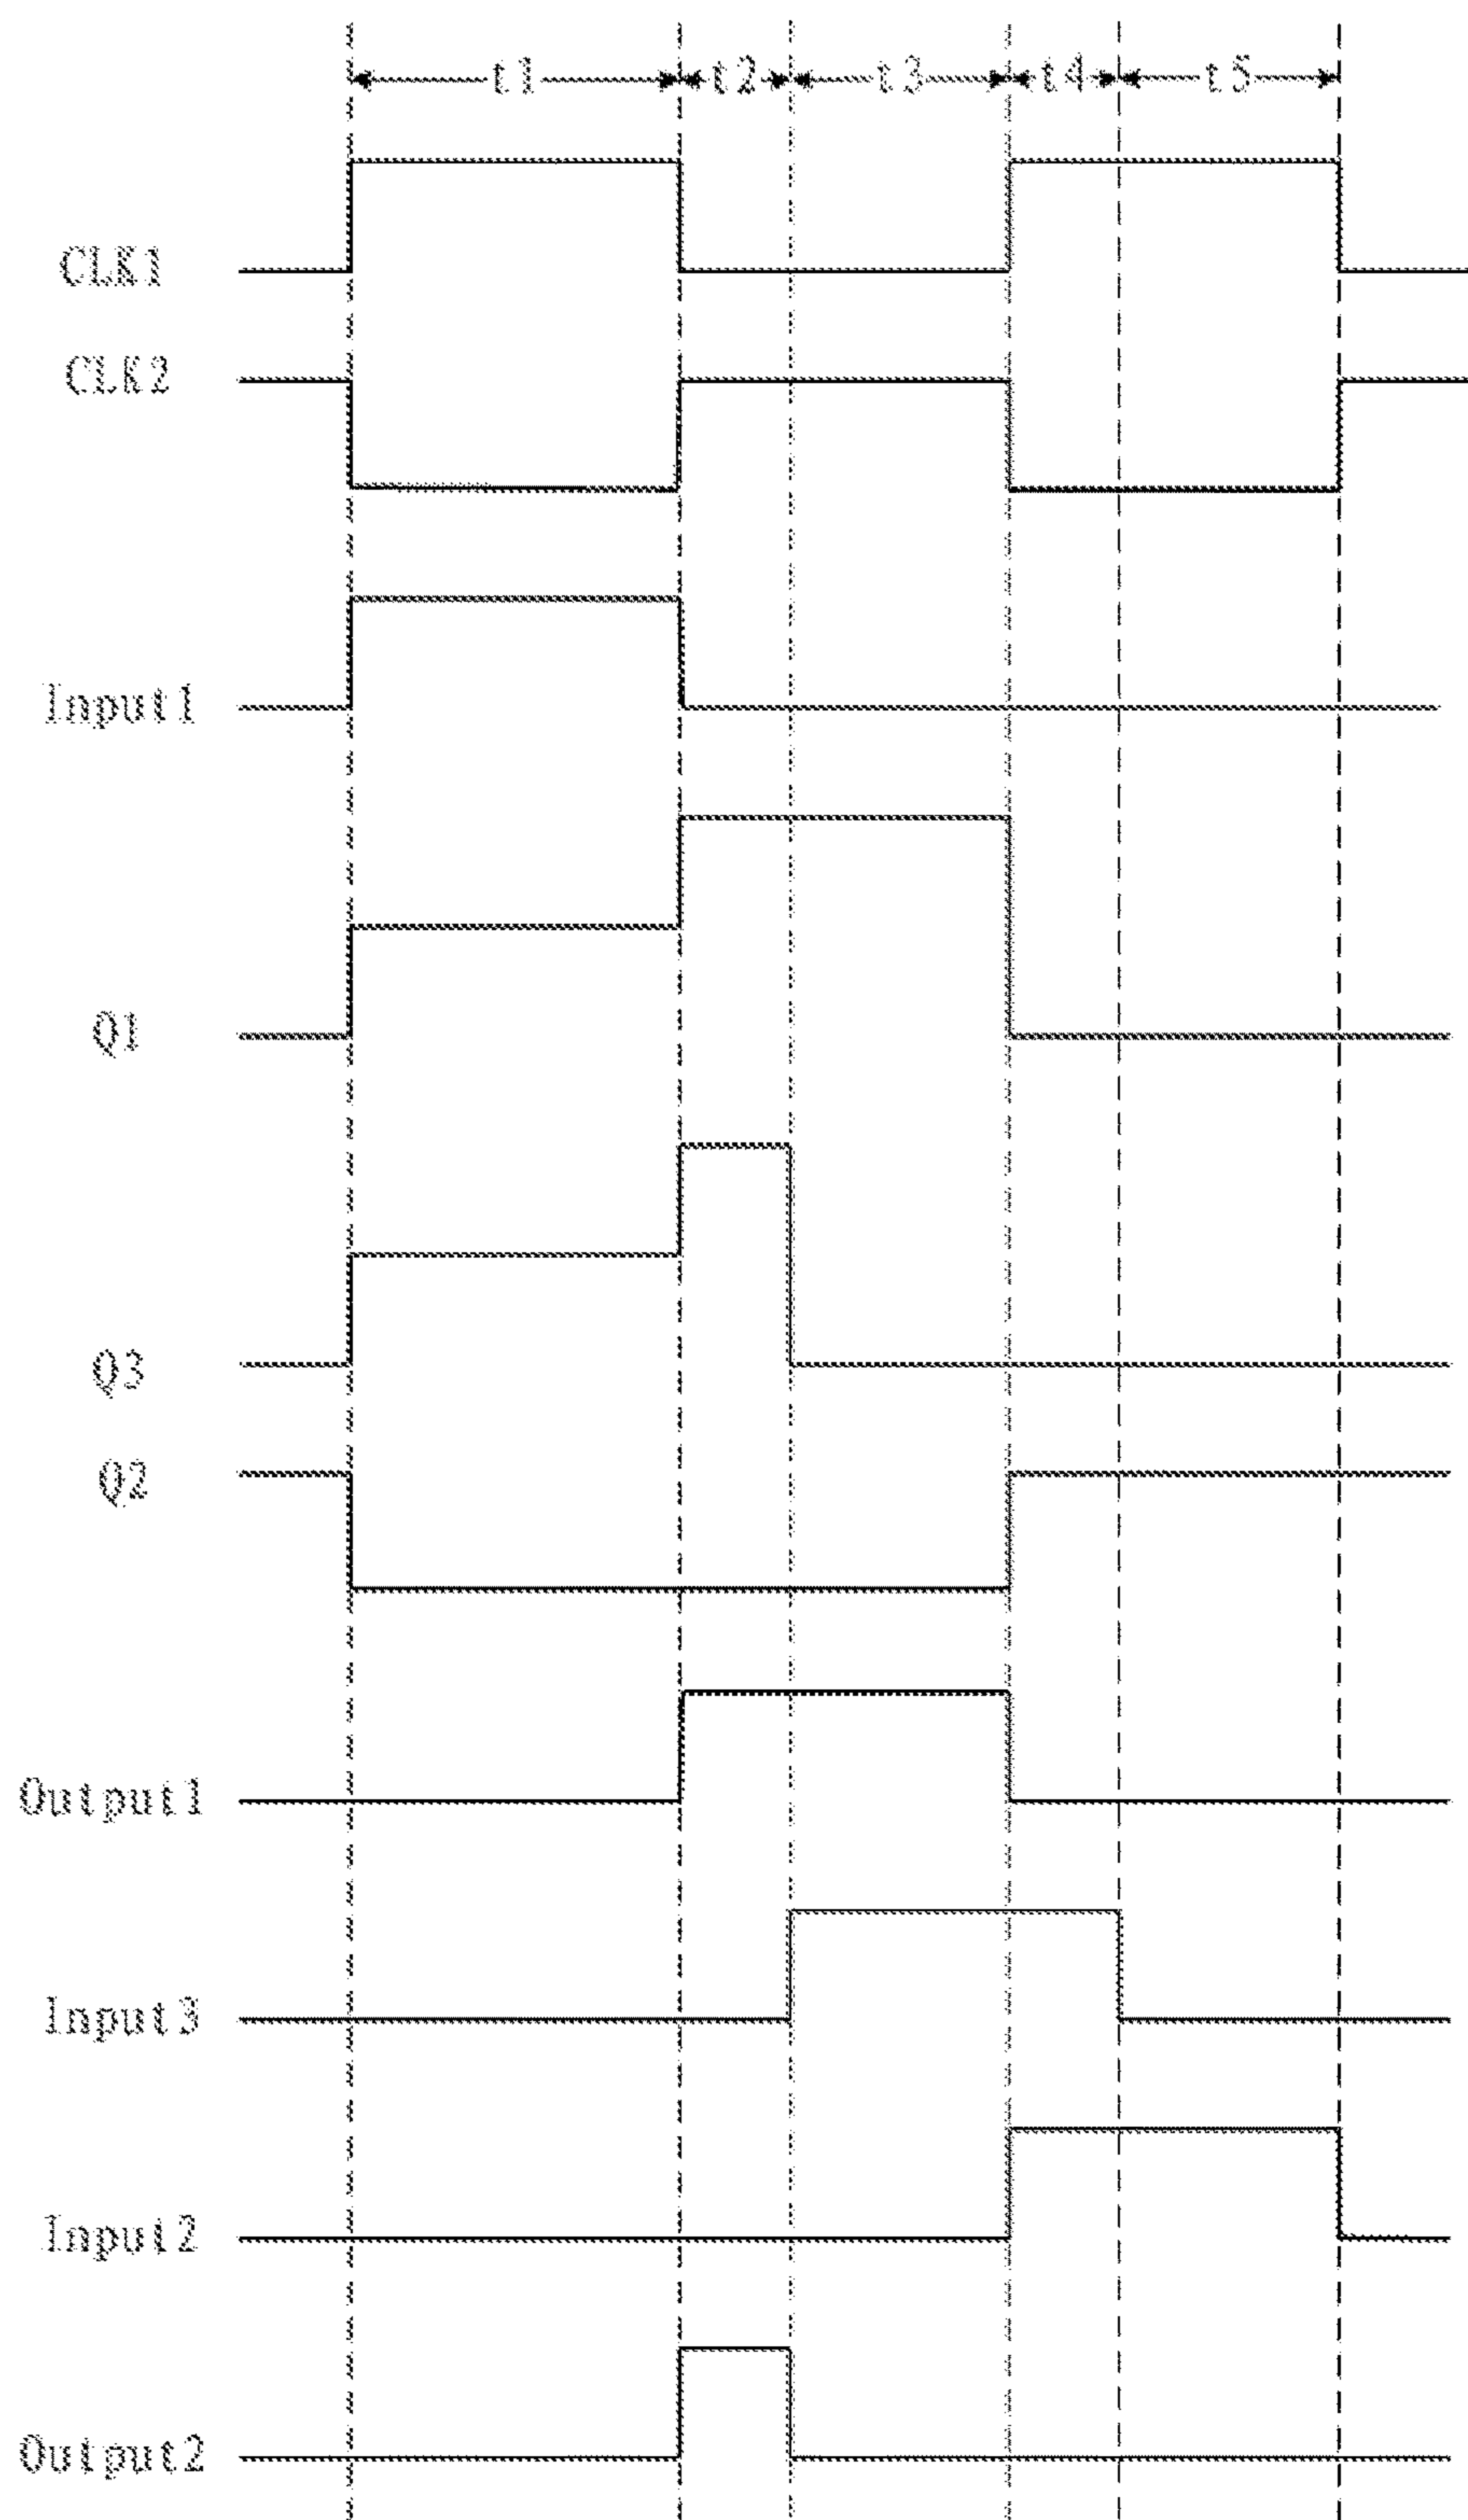 t1 t2 t3 t4 t5
CLK1
CLK2
Input1
Q1
Q3
Q2
Output1
Input3
Input2
Output2